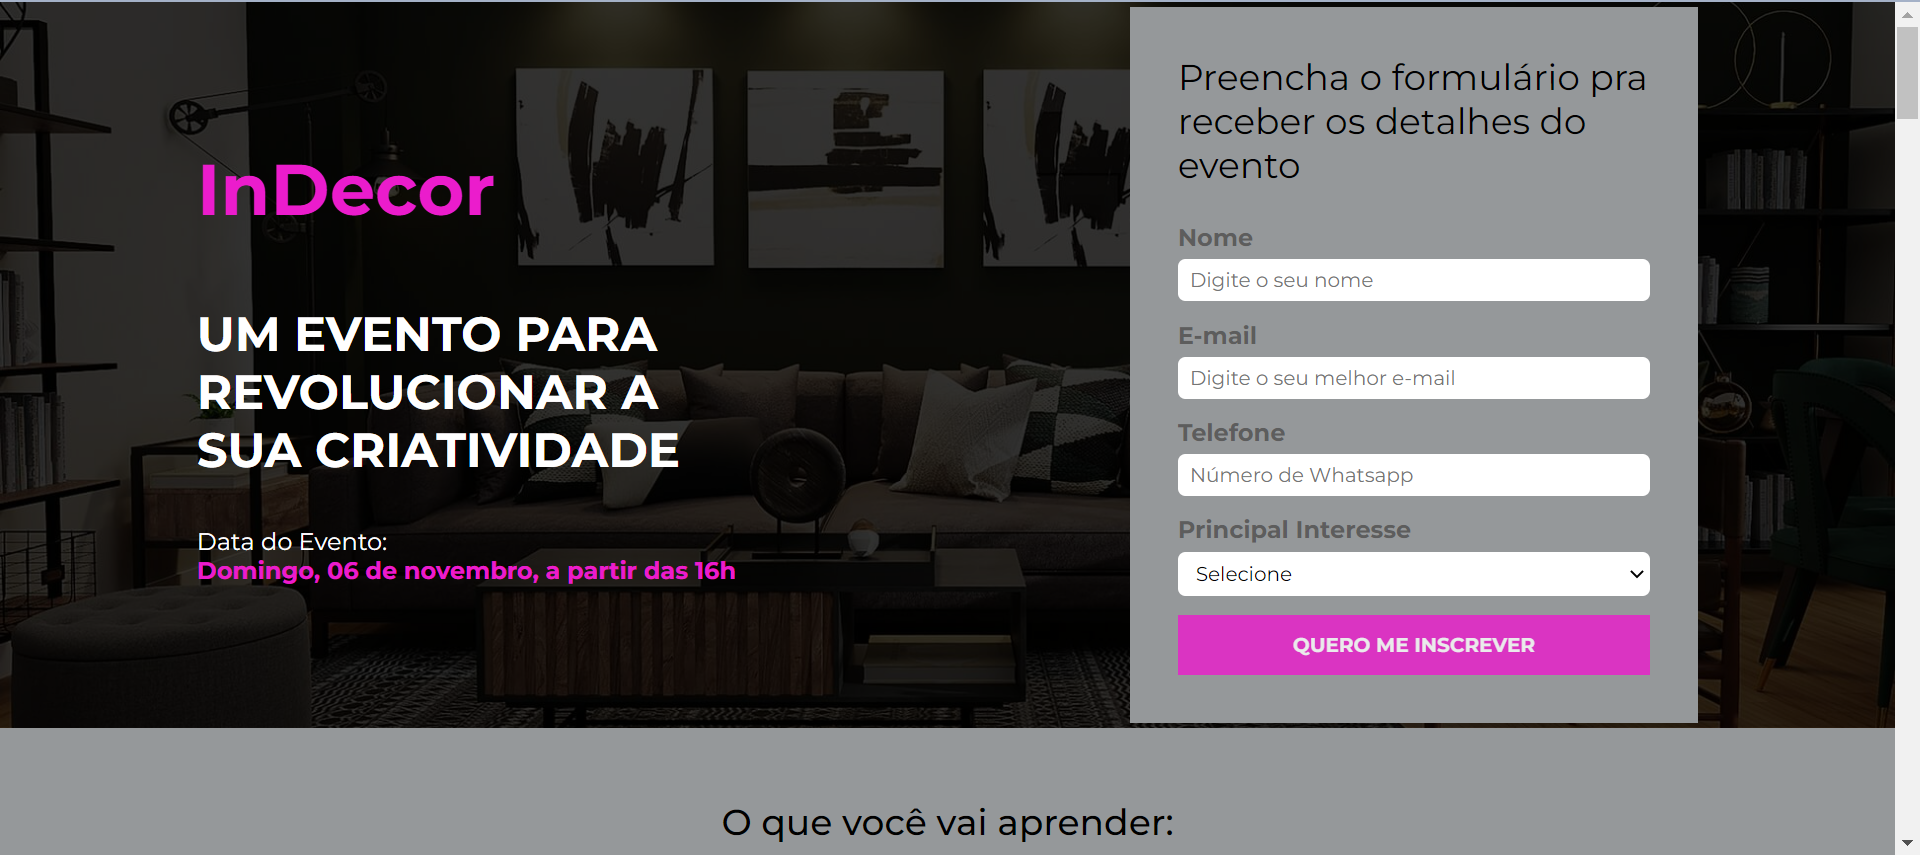 InDecor
UM EVENTO PARA
REVOLUCIONAR A
SUA CRIATIVIDADE
Data do Evento:
Domingo, 06 de novembro, a partir das 16h
Preencha o formulário pra
receber os detalhes do
evento
Nome
Digite o seu nome
E-mail
Digite o seu melhor e-mail
Telefone
Número de Whatsapp
Principal Interesse
Selecione
QUERO ME INSCREVER
O que você vai aprender: